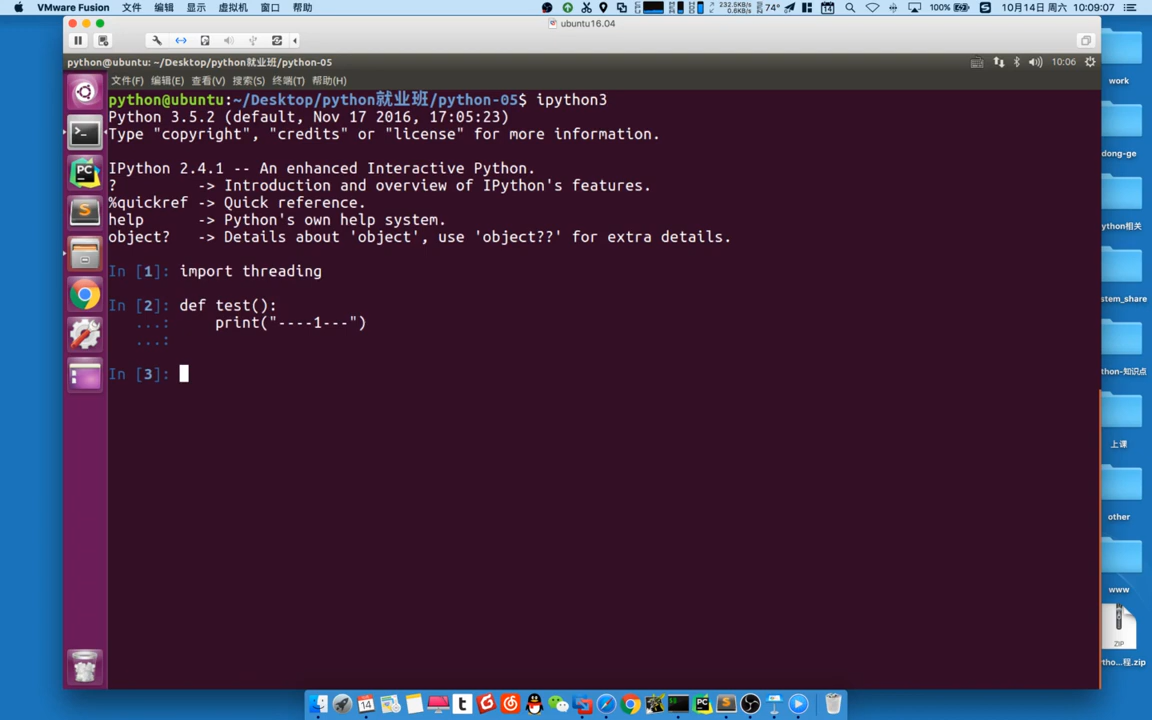 VMware Fusion 文件 编辑 显示 虚拟机 窗口 帮助 232.5KB/s 0.6KB/s 74° 14 100% 10月14日 周六 10:09:07
ubuntu16.04
python@ubuntu: ~/Desktop/python就业班/python-05 10:06
文件(F) 编辑(E) 查看(V) 搜索(S) 终端(T) 帮助(H)
python@ubuntu:~/Desktop/python就业班/python-05$ ipython3
Python 3.5.2 (default, Nov 17 2016, 17:05:23)
Type "copyright", "credits" or "license" for more information.
IPython 2.4.1 -- An enhanced Interactive Python.
? -> Introduction and overview of IPython's features.
%quickref -> Quick reference.
help -> Python's own help system.
object? -> Details about 'object', use 'object??' for extra details.
In [1]: import threading
In [2]: def test():
...: print("----1---")
...:
In [3]:
work
dong-ge
ython相关
stem_share
thon-知识点
上课
other
www
ZIP
tho…程.zip